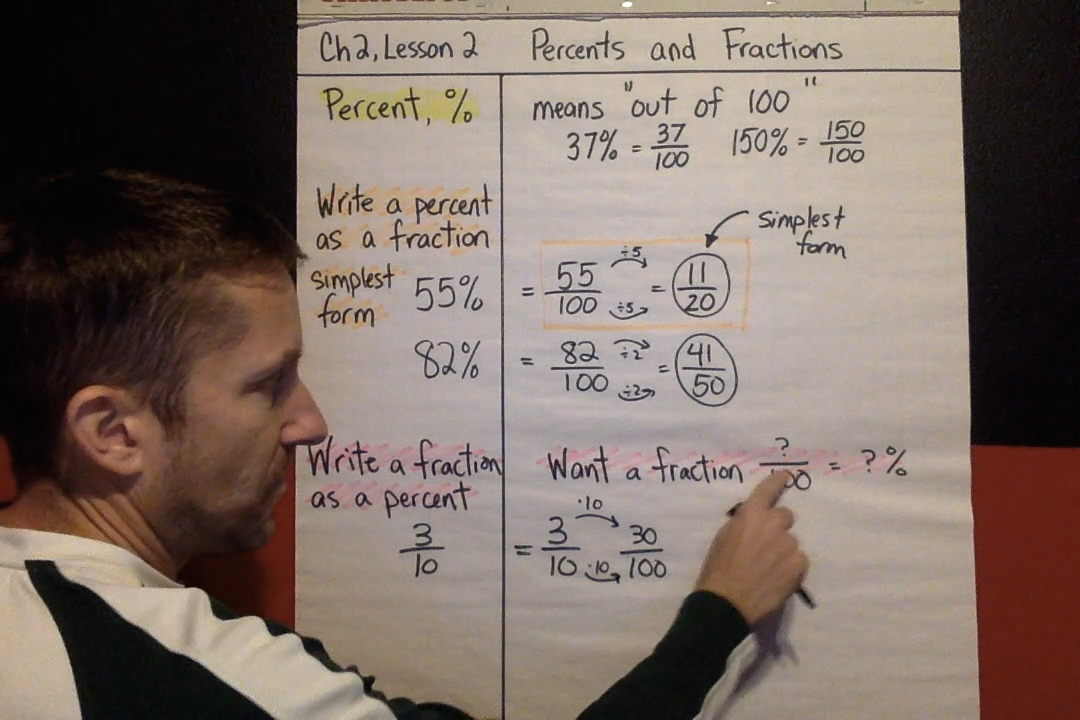 Ch2, Lesson 2 Percents and Fractions
Percent, % means "out of 100"
37% = 37/100 150% = 150/100
Write a percent
as a fraction
simplest form
simplest
form
55% = 55/100 ÷5 ÷5 = 11/20
82% = 82/100 ÷2 ÷2 = 41/50
Write a fraction
as a percent
Want a fraction ?/100 = ?%
3/10 = 3/10 ·10 ·10 30/100